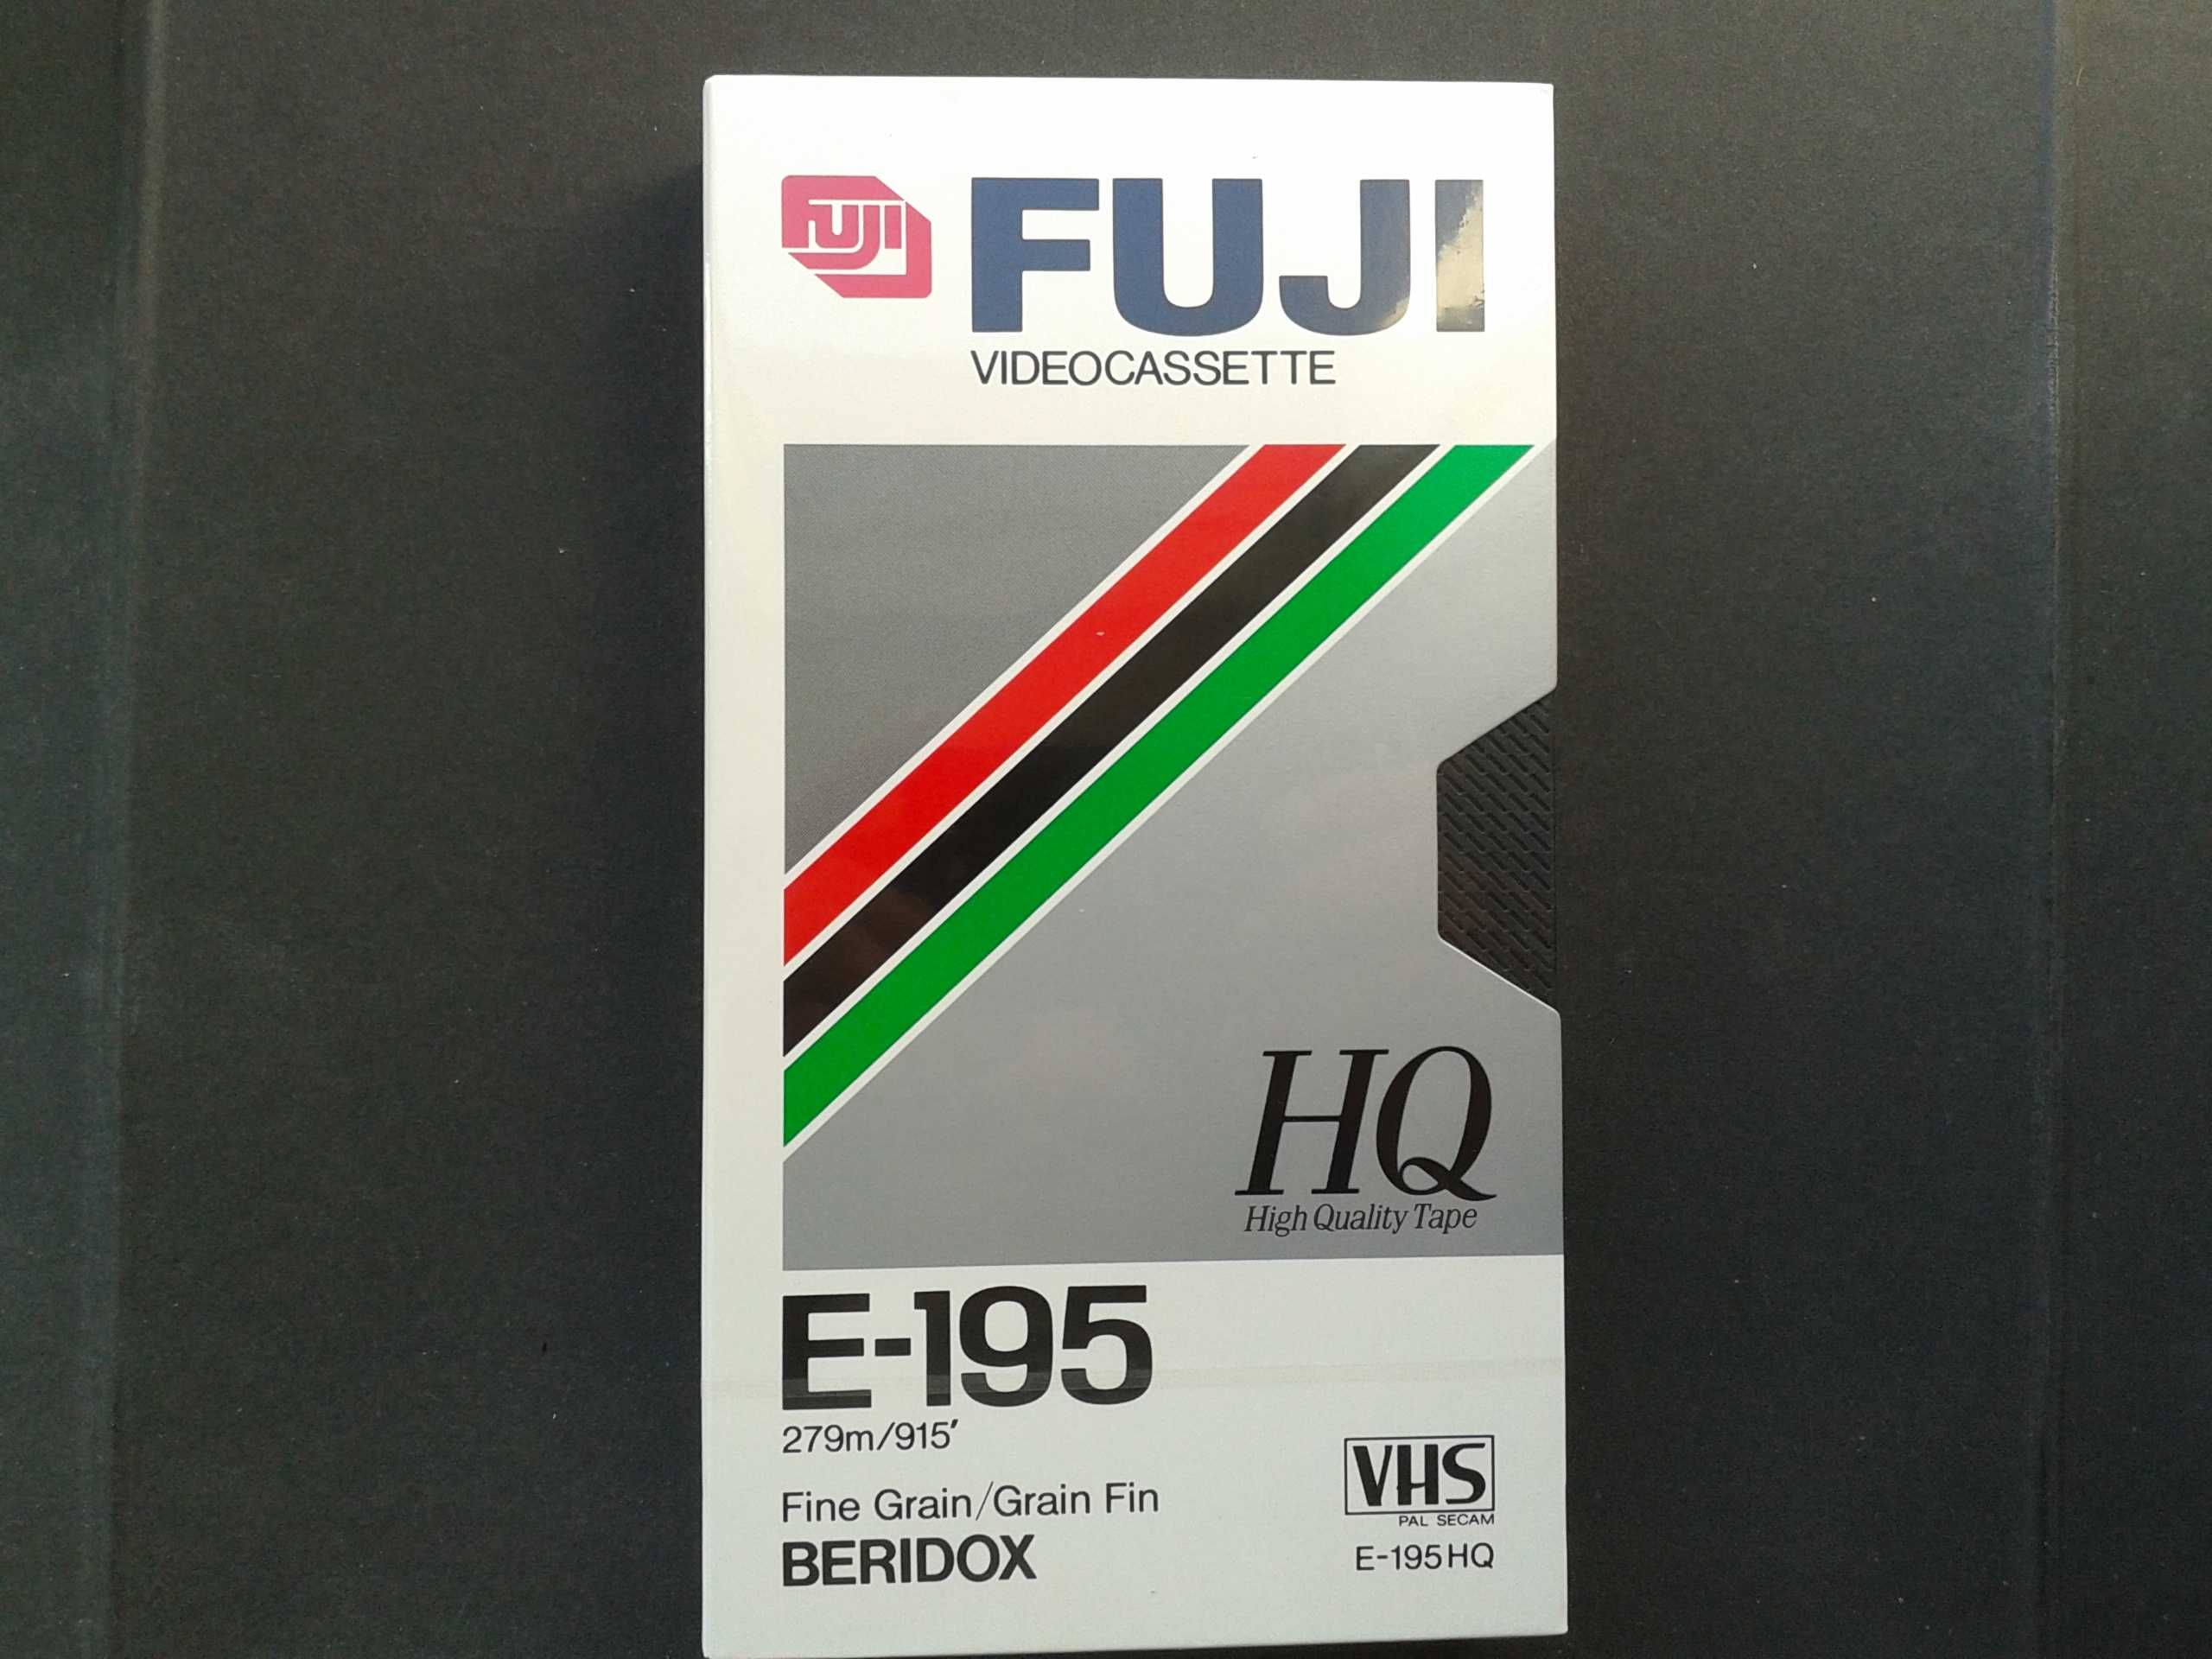 FUJI
FUJI
VIDEOCASSETTE
HQ
High Quality Tape
E-195
279m/915'
Fine Grain/Grain Fin
BERIDOX
VHS
PAL SECAM
E-195HQ